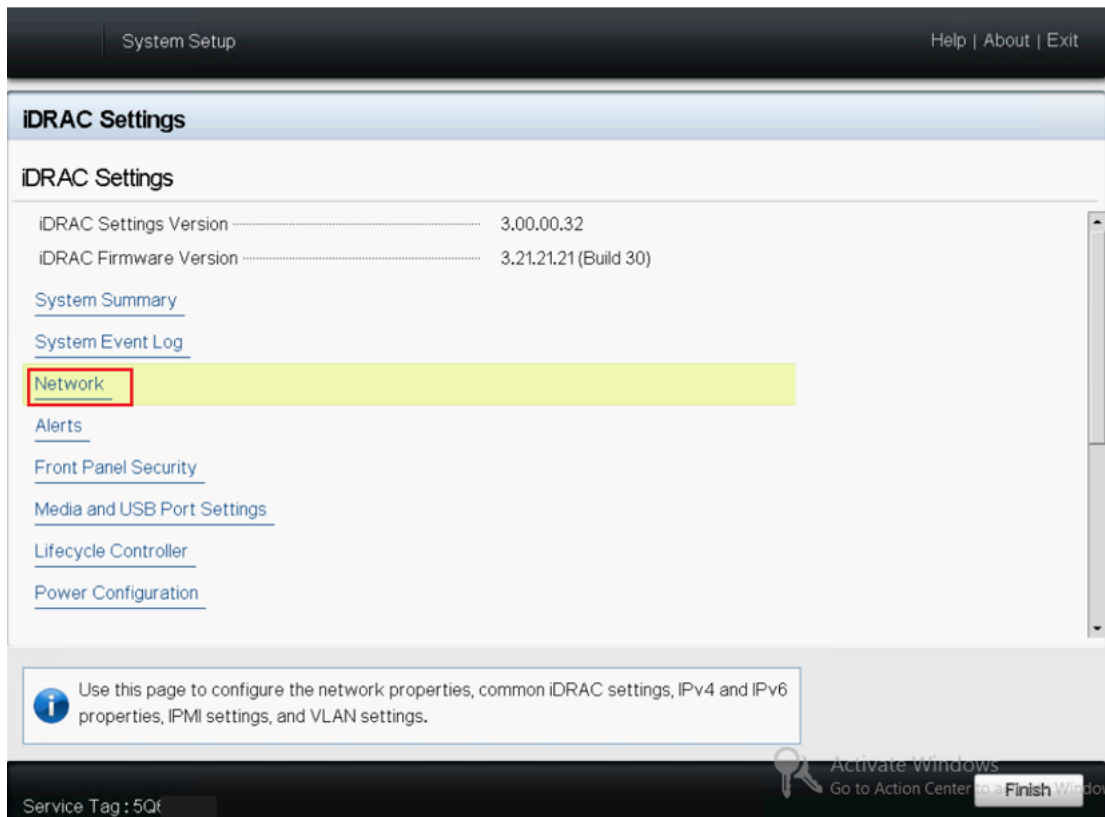 System Setup
Help | About | Exit
iDRAC Settings
iDRAC Settings
iDRAC Settings Version 3.00.00.32
iDRAC Firmware Version 3.21.21.21 (Build 30)
System Summary
System Event Log
Network
Alerts
Front Panel Security
Media and USB Port Settings
Lifecycle Controller
Power Configuration
Use this page to configure the network properties, common iDRAC settings, IPv4 and IPv6
properties, IPMI settings, and VLAN settings.
Activate Windows
Go to Action Center
Finish
Service Tag :